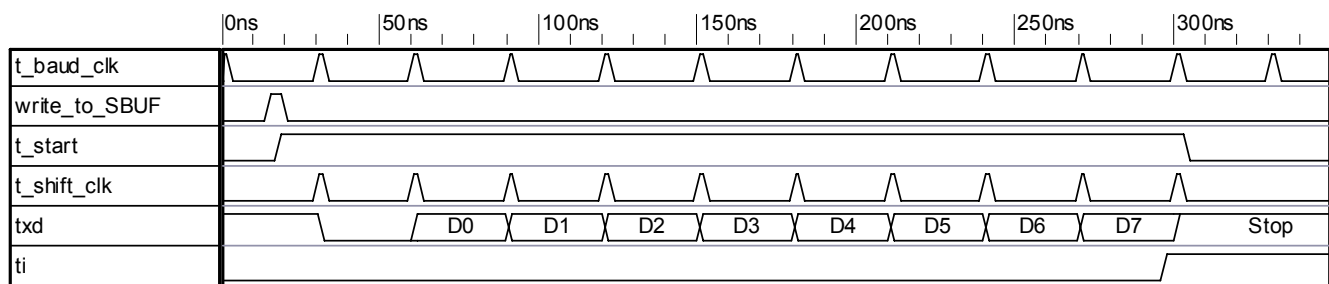 0ns 50ns 100ns 150ns 200ns 250ns 300ns
t_baud_clk
write_to_SBUF
t_start
t_shift_clk
txd D0 D1 D2 D3 D4 D5 D6 D7 Stop
ti